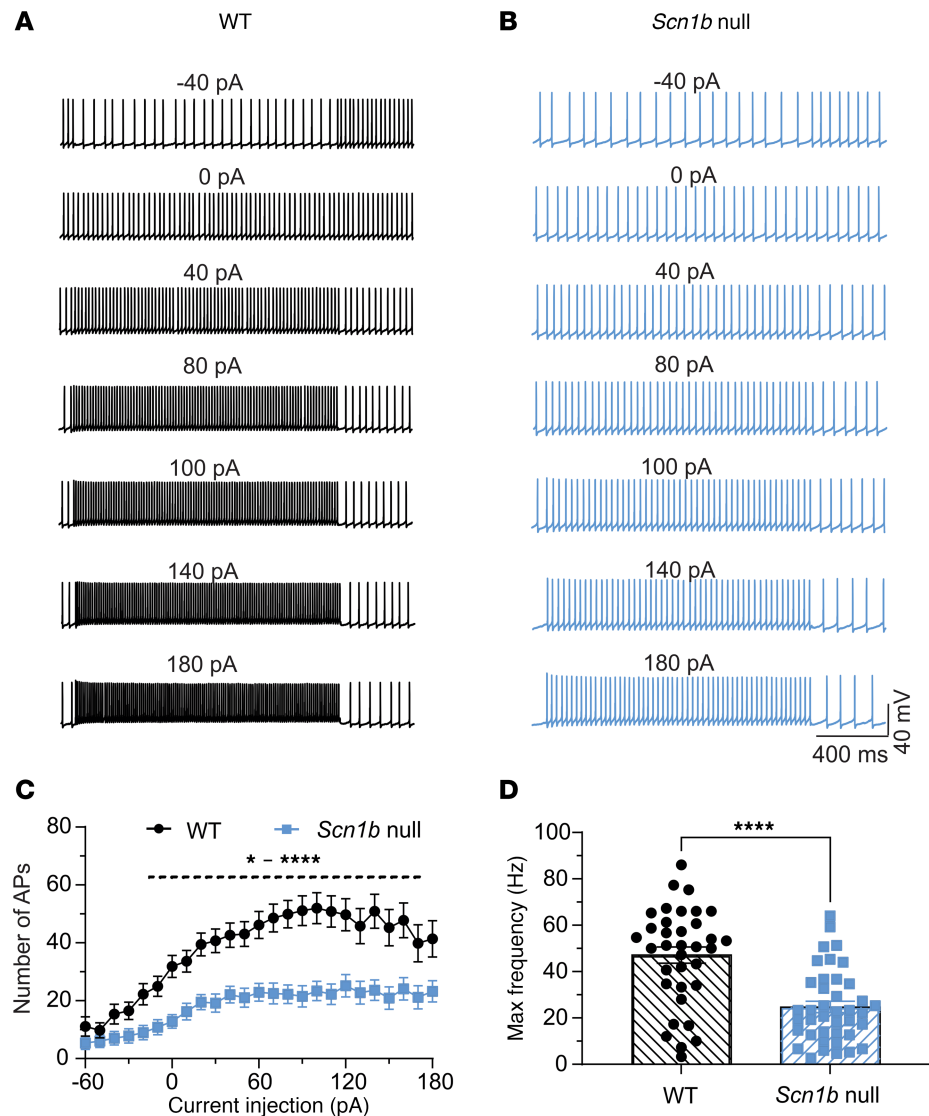 A
WT
-40 pA
0 pA
40 pA
80 pA
100 pA
140 pA
180 pA
B
Scn1b null
-40 pA
0 pA
40 pA
80 pA
100 pA
140 pA
180 pA
40 mV
400 ms
C
WT
Scn1b null
* – ****
80
60
40
20
0
Number of APs
-60
0
60
120
180
Current injection (pA)
D
****
100
80
60
40
20
0
Max frequency (Hz)
WT
Scn1b null